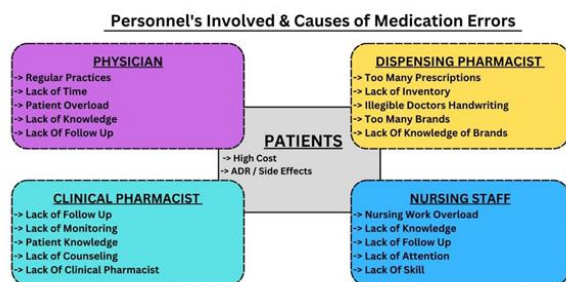 Personnel's Involved & Causes of Medication Errors
PHYSICIAN
-> Regular Practices
-> Lack of Time
-> Patient Overload
-> Lack of Knowledge
-> Lack Of Follow Up
DISPENSING PHARMACIST
-> Too Many Prescriptions
-> Lack of Inventory
-> Illegible Doctors Handwriting
-> Too Many Brands
-> Lack Of Knowledge of Brands
PATIENTS
-> High Cost
-> ADR / Side Effects
CLINICAL PHARMACIST
-> Lack of Follow Up
-> Lack of Monitoring
-> Patient Knowledge
-> Lack of Counseling
-> Lack Of Clinical Pharmacist
NURSING STAFF
-> Nursing Work Overload
-> Lack of Knowledge
-> Lack of Follow Up
-> Lack of Attention
-> Lack Of Skill